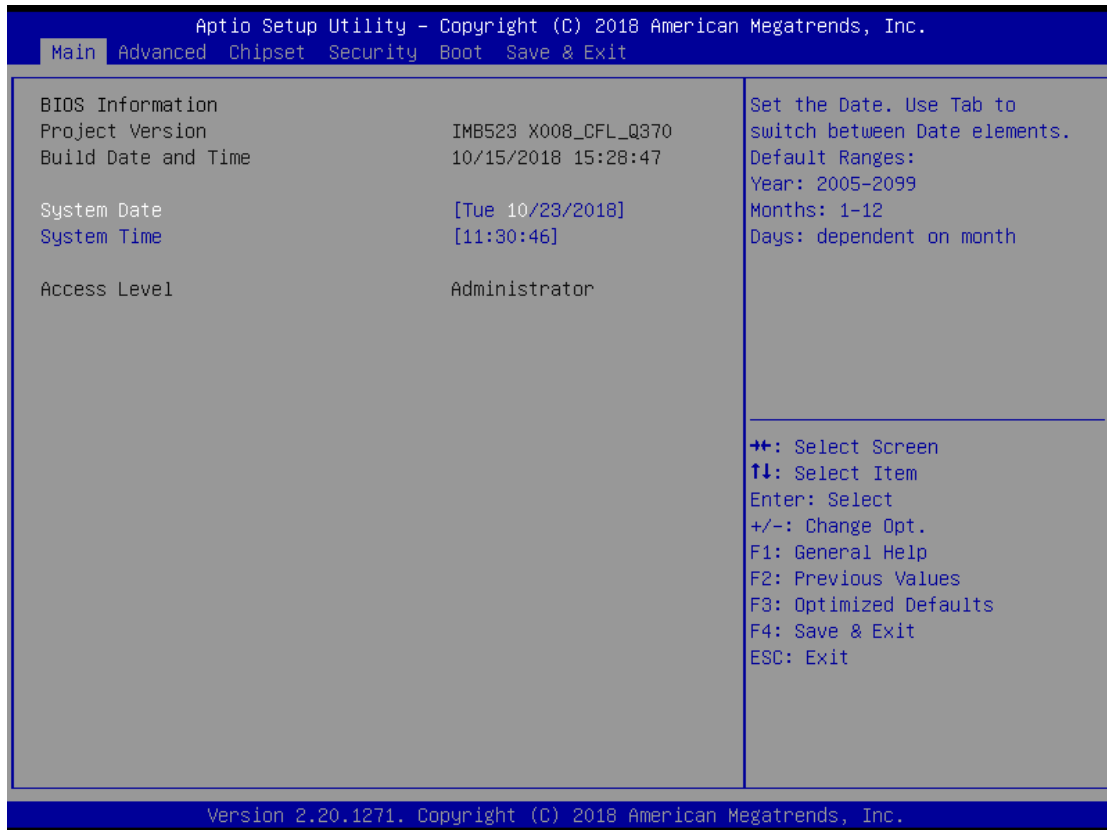 Aptio Setup Utility – Copyright (C) 2018 American Megatrends, Inc.
Main Advanced Chipset Security Boot Save & Exit
BIOS Information
Project Version IMB523 X008_CFL_Q370
Build Date and Time 10/15/2018 15:28:47
System Date [Tue 10/23/2018]
System Time [11:30:46]
Access Level Administrator
Set the Date. Use Tab to
switch between Date elements.
Default Ranges:
Year: 2005-2099
Months: 1-12
Days: dependent on month
→←: Select Screen
↑↓: Select Item
Enter: Select
+/-: Change Opt.
F1: General Help
F2: Previous Values
F3: Optimized Defaults
F4: Save & Exit
ESC: Exit
Version 2.20.1271. Copyright (C) 2018 American Megatrends, Inc.